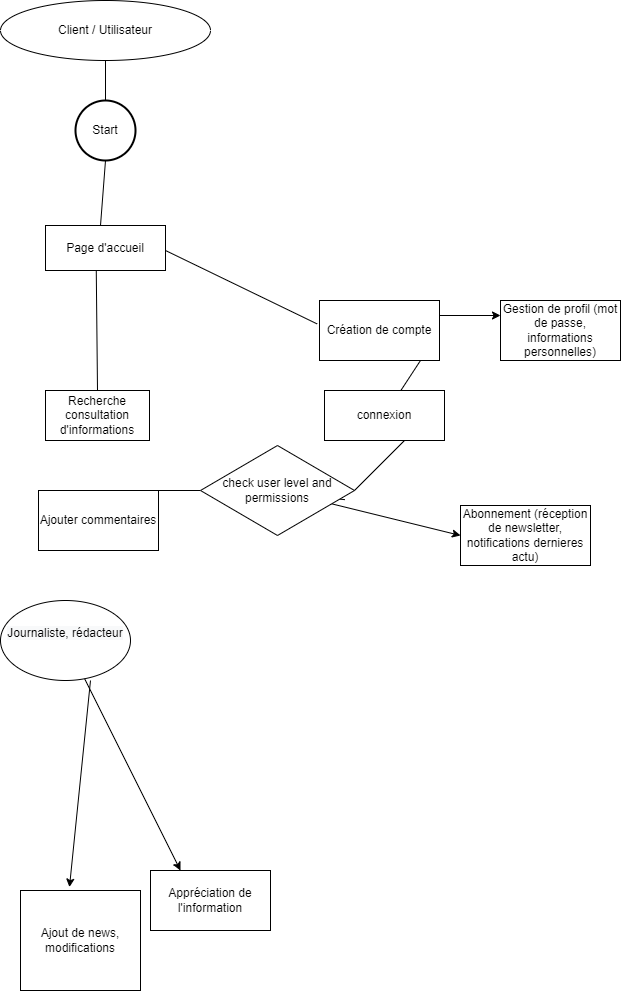 Client / Utilisateur
Start
Page d'accueil
Création de compte
Gestion de profil (mot
de passe,
informations
personnelles)
Recherche
consultation
d'informations
connexion
check user level and
permissions
Ajouter commentaires
Abonnement (réception
de newsletter,
notifications dernieres
actu)
Journaliste, rédacteur
Appréciation de
l'information
Ajout de news,
modifications